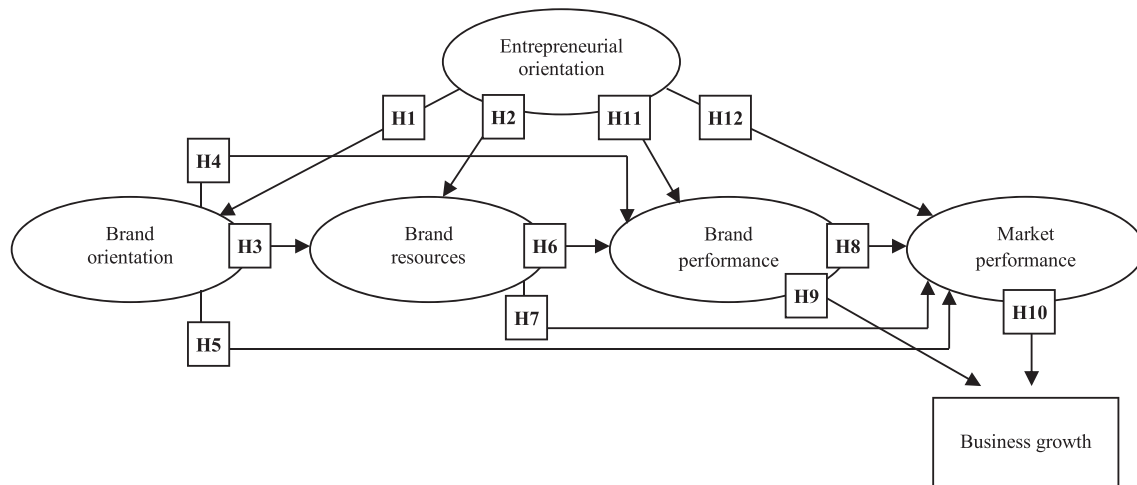 Entrepreneurial
orientation
H1
H2
H11
H12
H4
Brand
orientation
H3
Brand
resources
H6
Brand
performance
H8
Market
performance
H9
H7
H10
H5
Business growth